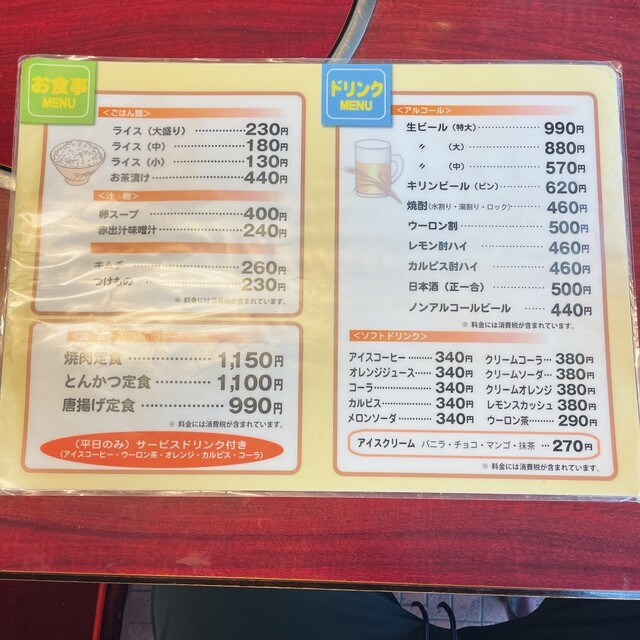 お食事
MENU
<ごはん類>
ライス（大盛り）…………230円
ライス（中）…………180円
ライス（小）…………130円
お茶漬け…………440円
<汁 物>
卵スープ…………400円
赤出汁味噌汁…………240円
キムチ…………260円
つけもの…………230円
※ 料金には消費税が含まれています。
焼肉定食…………1,150円
とんかつ定食…………1,100円
唐揚げ定食…………990円
※ 料金には消費税が含まれています。
（平日のみ）サービスドリンク付き
（アイスコーヒー・ウーロン茶・オレンジ・カルピス・コーラ）
ドリンク
MENU
<アルコール>
生ビール（特大）…………990円
〃（大）…………880円
〃（中）…………570円
キリンビール（ビン）…………620円
焼酎（水割り・湯割り・ロック）…………460円
ウーロン割…………500円
レモン酎ハイ…………460円
カルピス酎ハイ…………460円
日本酒（正一合）…………500円
ノンアルコールビール…………440円
※ 料金には消費税が含まれています。
<ソフトドリンク>
アイスコーヒー………340円
オレンジジュース………340円
コーラ…………340円
カルピス…………340円
メロンソーダ…………340円
クリームコーラ…380円
クリームソーダ…380円
クリームオレンジ 380円
レモンスカッシュ 380円
ウーロン茶………290円
アイスクリーム バニラ・チョコ・マンゴ・抹茶 …270円
※ 料金には消費税が含まれています。